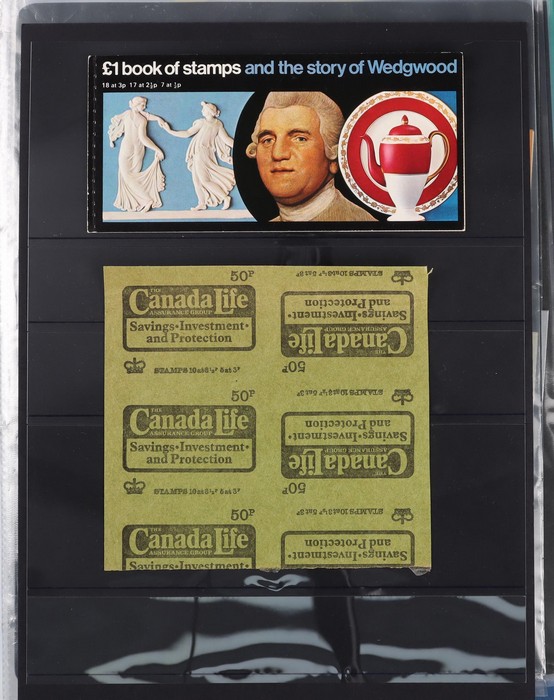 £1 book of stamps and the story of Wedgwood
18 at 3p 17 at 2½p 7 at ½p
50P
THE
Canada Life
ASSURANCE GROUP
Savings•Investment•
and Protection
STAMPS 10 at 8½P 5 at 3P
50P
THE
Canada Life
ASSURANCE GROUP
Savings•Investment•
and Protection
STAMPS 10 at 8½P 5 at 3P
50P
THE
Canada Life
ASSURANCE GROUP
Savings•Investment•
STAMPS 10 at 8½P 5 at 3P
and Protection
Savings•Investment•
ASSURANCE GROUP
Canada Life
THE
50P
STAMPS 10 at 8½P 5 at 3P
and Protection
Savings•Investment•
ASSURANCE GROUP
Canada Life
THE
50P
STAMPS 10 at 8½P 5 at 3P
and Protection
Savings•Investment•